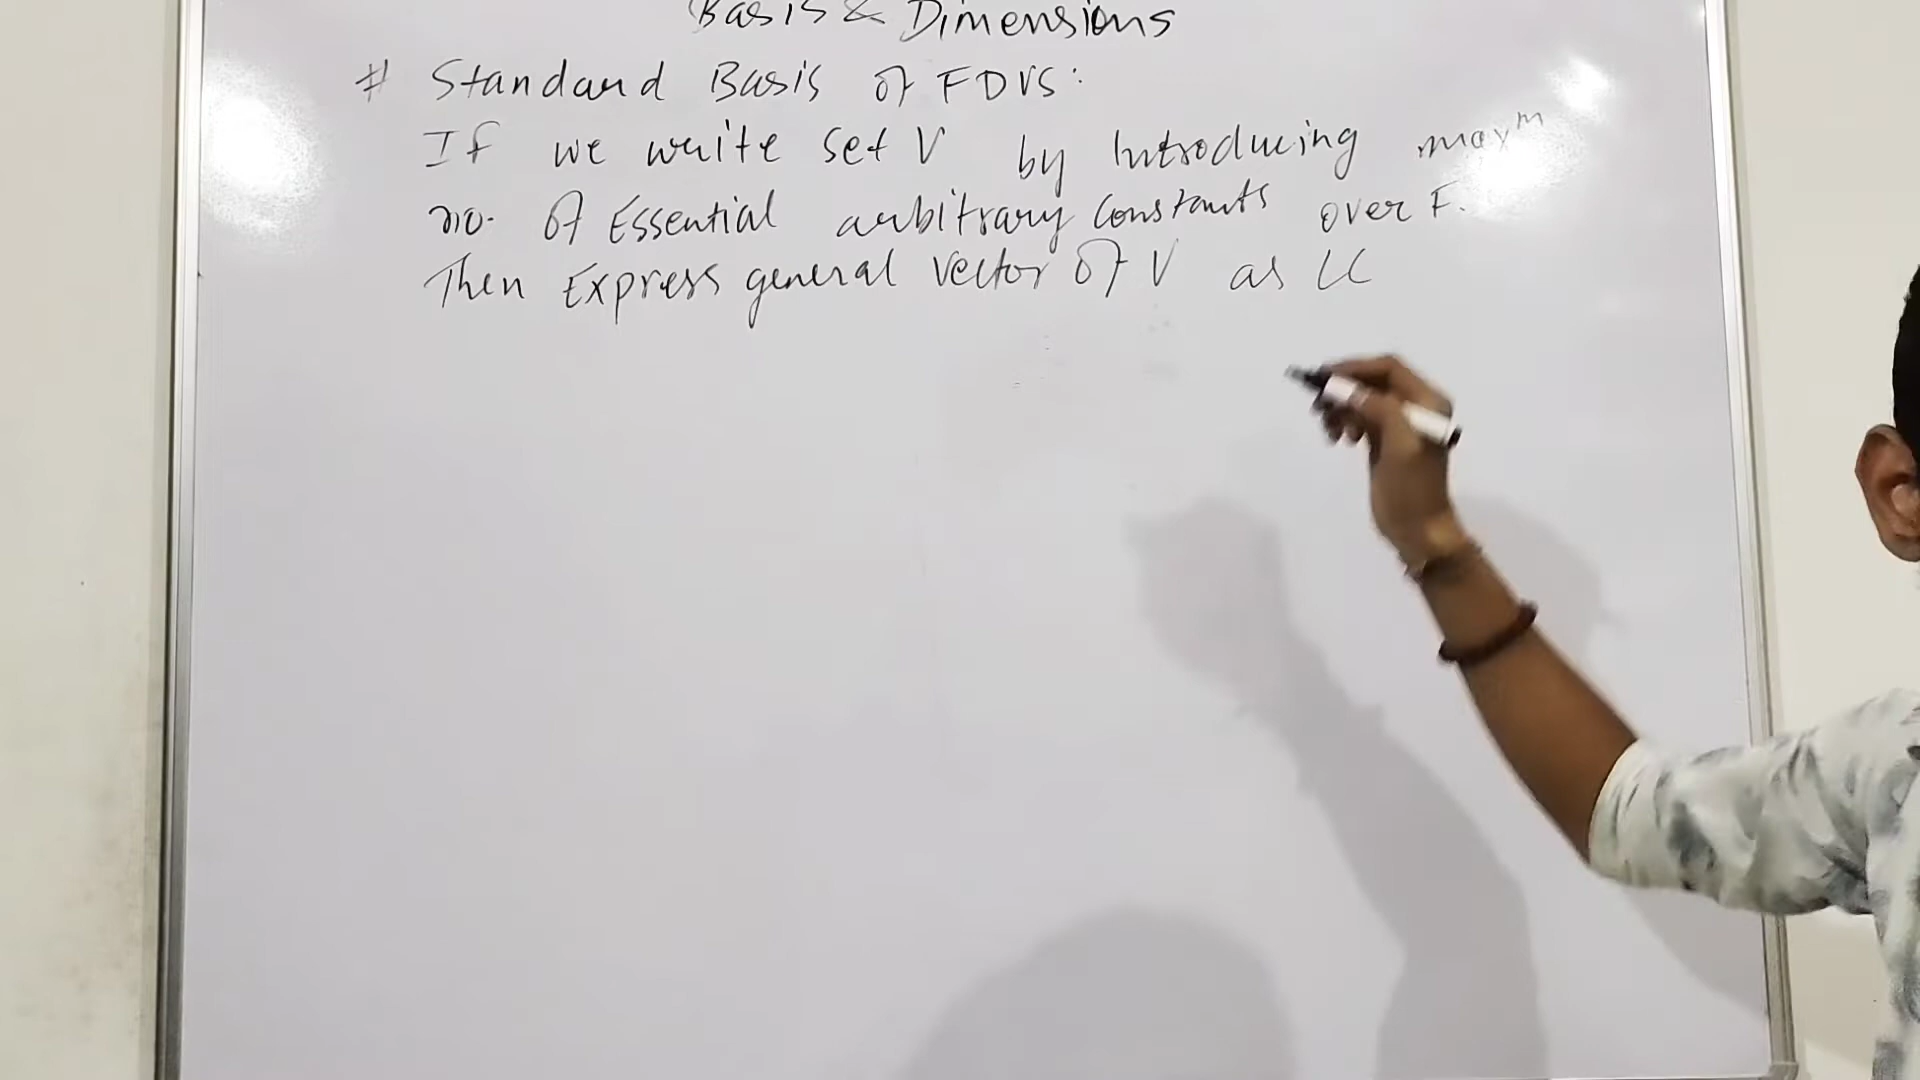 Basis & Dimensions
# Standard Basis of FDVS:
If we write set V by Introducing maxᵐ
no. of Essential arbitrary constants over F.
Then Express general vector of V as LC